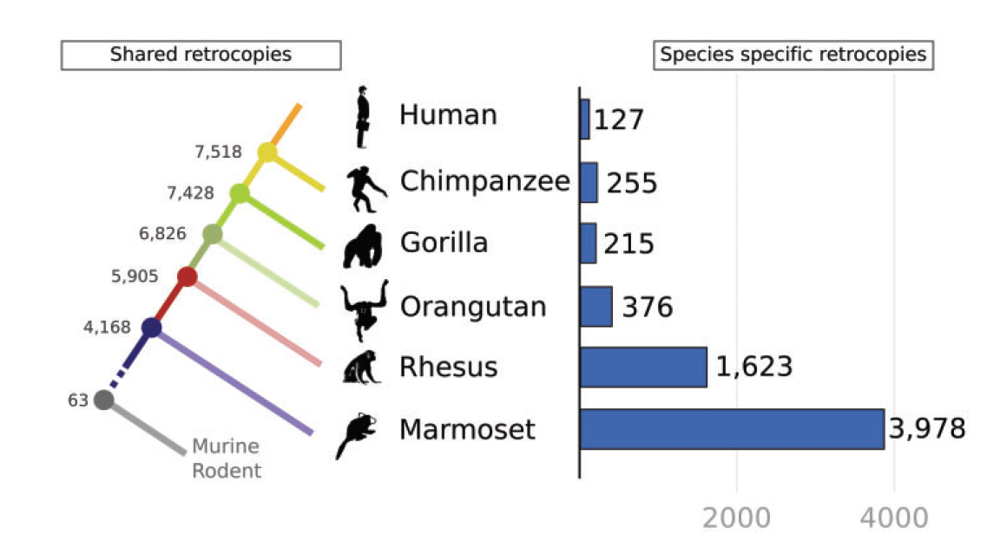 Shared retrocopies
Species specific retrocopies
Human
127
7,518
Chimpanzee
255
7,428
Gorilla
215
6,826
Orangutan
376
5,905
Rhesus
1,623
4,168
Marmoset
3,978
63
Murine
Rodent
2000
4000